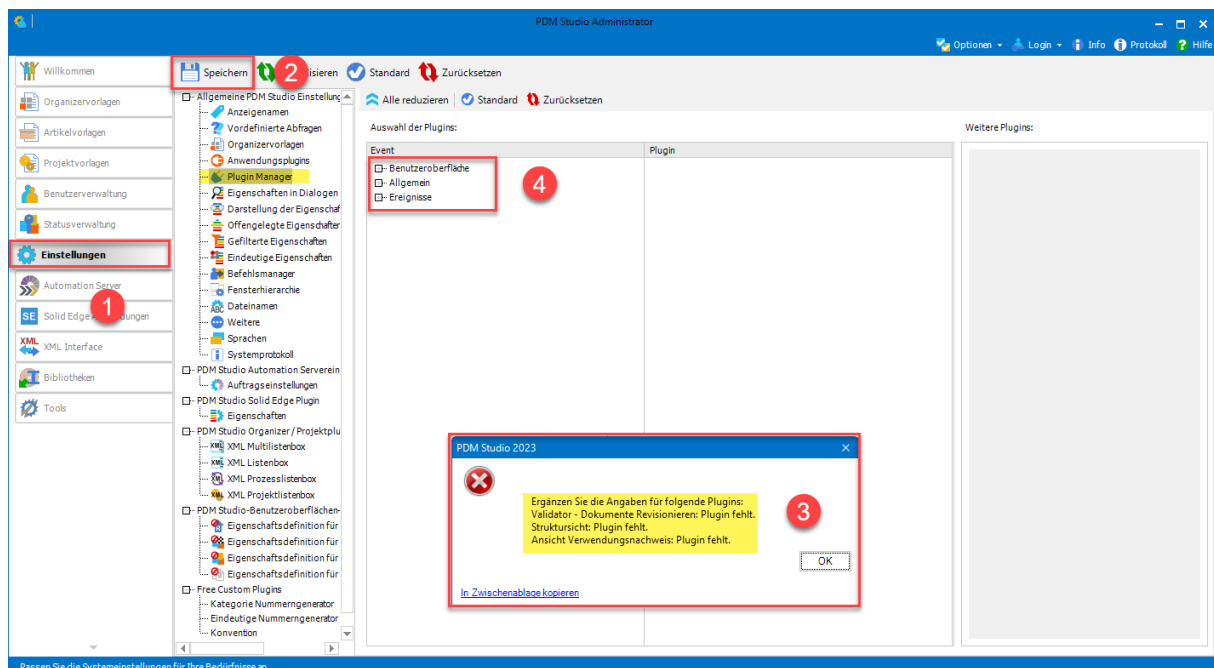 PDM Studio Administrator
Optionen Login Info Protokoll Hilfe
Willkommen
Organizervorlagen
Artikelvorlagen
Projektvorlagen
Benutzerverwaltung
Statusverwaltung
Einstellungen
Automation Server
1
Solid Edge
XML Interface
Bibliotheken
Tools
Speichern 2 Standard Zurücksetzen
Allgemeine PDM Studio Einstellung
Anzeigenamen
Vordefinierte Abfragen
Organizervorlagen
Anwendungsplugins
Plugin Manager
Eigenschaften in Dialogen
Darstellung der Eigenschaf
Offengelegte Eigenschafter
Gefilterte Eigenschaften
Eindeutige Eigenschaften
Befehlsmanager
Fensterhierarchie
Dateinamen
Weitere
Sprachen
Systemprotokoll
PDM Studio Automation Serverein
Auftragseinstellungen
PDM Studio Solid Edge Plugin
Eigenschaften
PDM Studio Organizer / Projektplu
XML Multilistenbox
XML Listenbox
XML Prozesslistenbox
XML Projektlistenbox
PDM Studio-Benutzeroberflächen-
Eigenschaftsdefinition für
Eigenschaftsdefinition für
Eigenschaftsdefinition für
Eigenschaftsdefinition für
Free Custom Plugins
Kategorie Nummerngenerator
Eindeutige Nummerngenerator
Konvention
Alle reduzieren Standard Zurücksetzen
Auswahl der Plugins:
Event Plugin
Benutzeroberfläche
Allgemein
Ereignisse
4
Weitere Plugins:
PDM Studio 2023
Ergänzen Sie die Angaben für folgende Plugins:
Validator - Dokumente Revisionieren: Plugin fehlt.
Struktursicht: Plugin fehlt.
Ansicht Verwendungsnachweis: Plugin fehlt.
3
OK
In Zwischenablage kopieren
Passen Sie die Systemeinstellungen für Ihre Bedürfnisse an